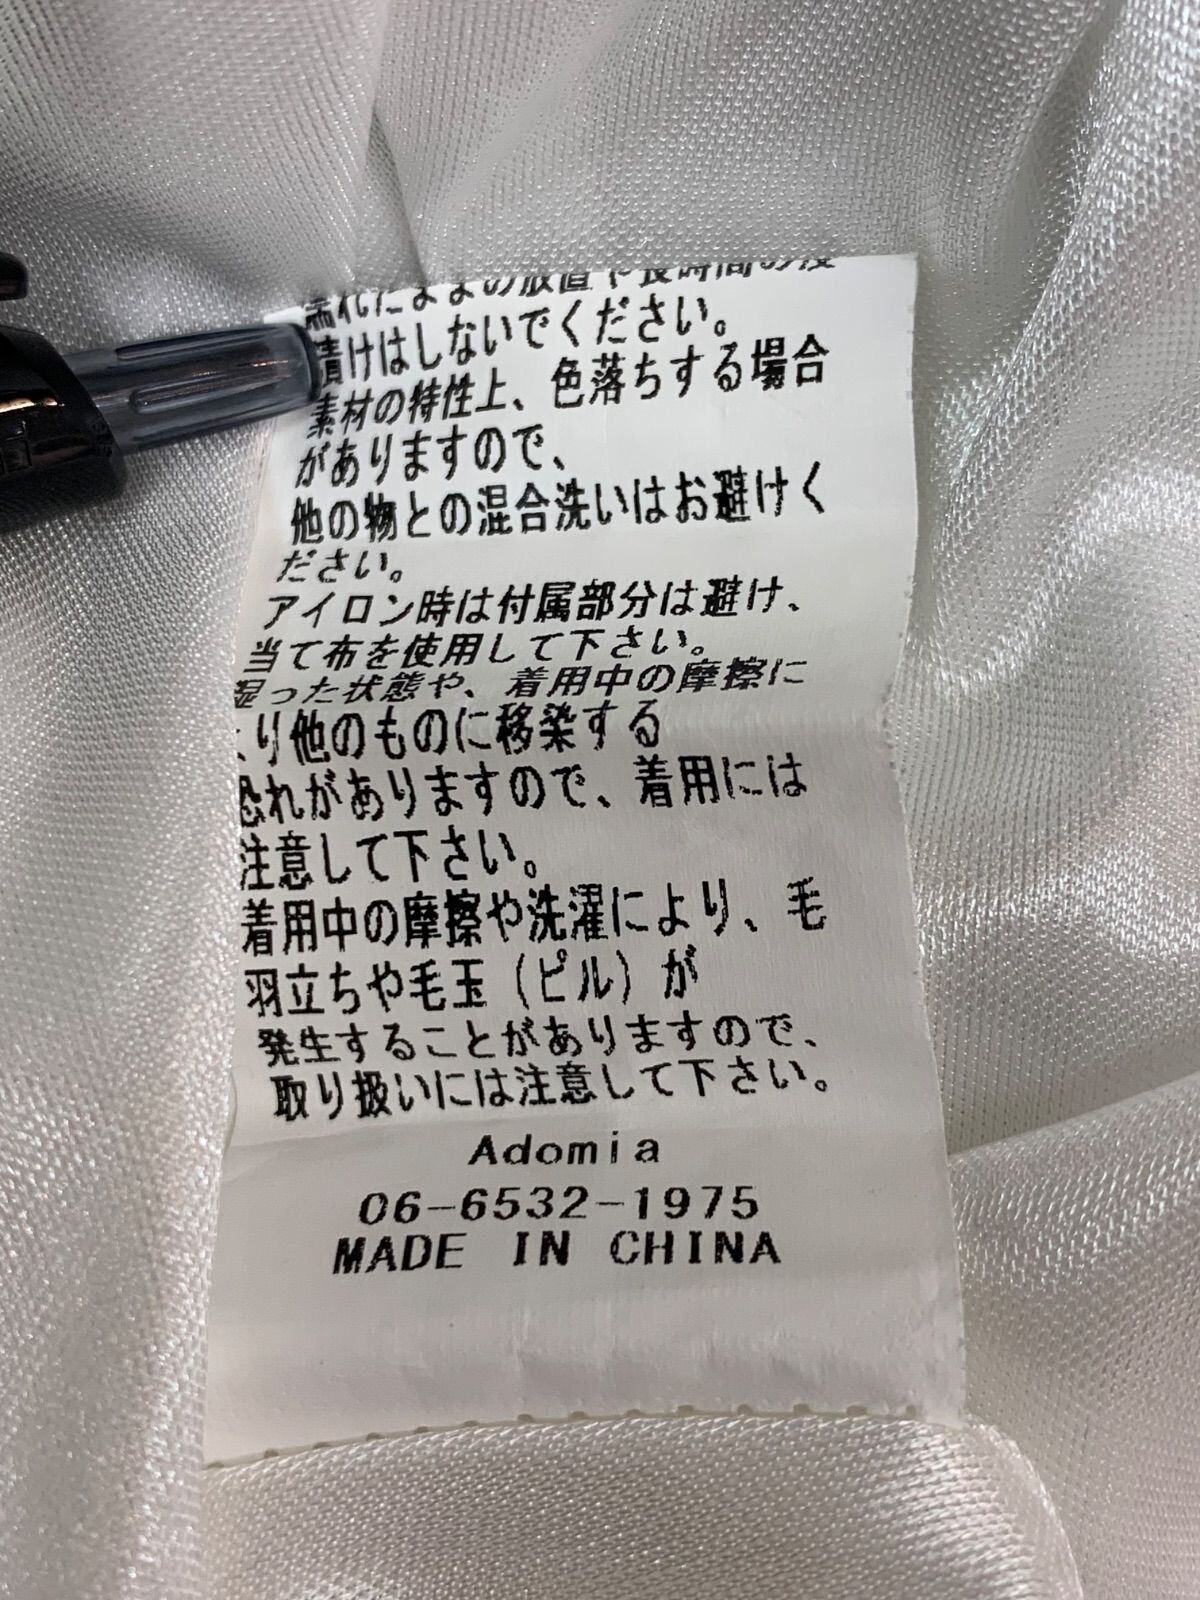 濡れたままの放置や長時間の浸
漬けはしないでください。
素材の特性上、色落ちする場合
がありますので、
他の物との混合洗いはお避けく
ださい。
アイロン時は付属部分は避け、
当て布を使用して下さい。
湿った状態や、着用中の摩擦に
より他のものに移染する
恐れがありますので、着用には
注意して下さい。
着用中の摩擦や洗濯により、毛
羽立ちや毛玉（ピル）が
発生することがありますので、
取り扱いには注意して下さい。
Adomia
06-6532-1975
MADE IN CHINA